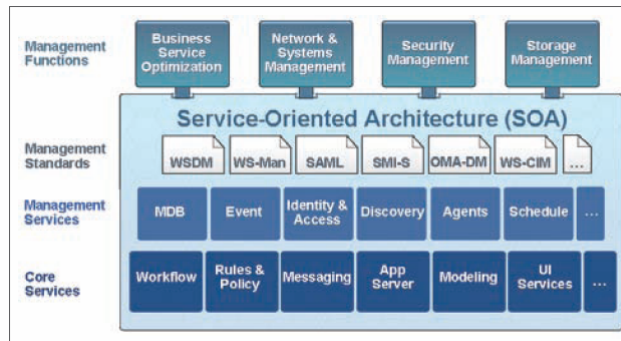 Management
Functions
Business
Service
Optimization
Network &
Systems
Management
Security
Management
Storage
Management
Service-Oriented Architecture (SOA)
Management
Standards
WSDM
WS-Man
SAML
SMI-S
OMA-DM
WS-CIM
...
Management
Services
MDB
Event
Identity &
Access
Discovery
Agents
Schedule
...
Core
Services
Workflow
Rules &
Policy
Messaging
App
Server
Modeling
UI
Services
...